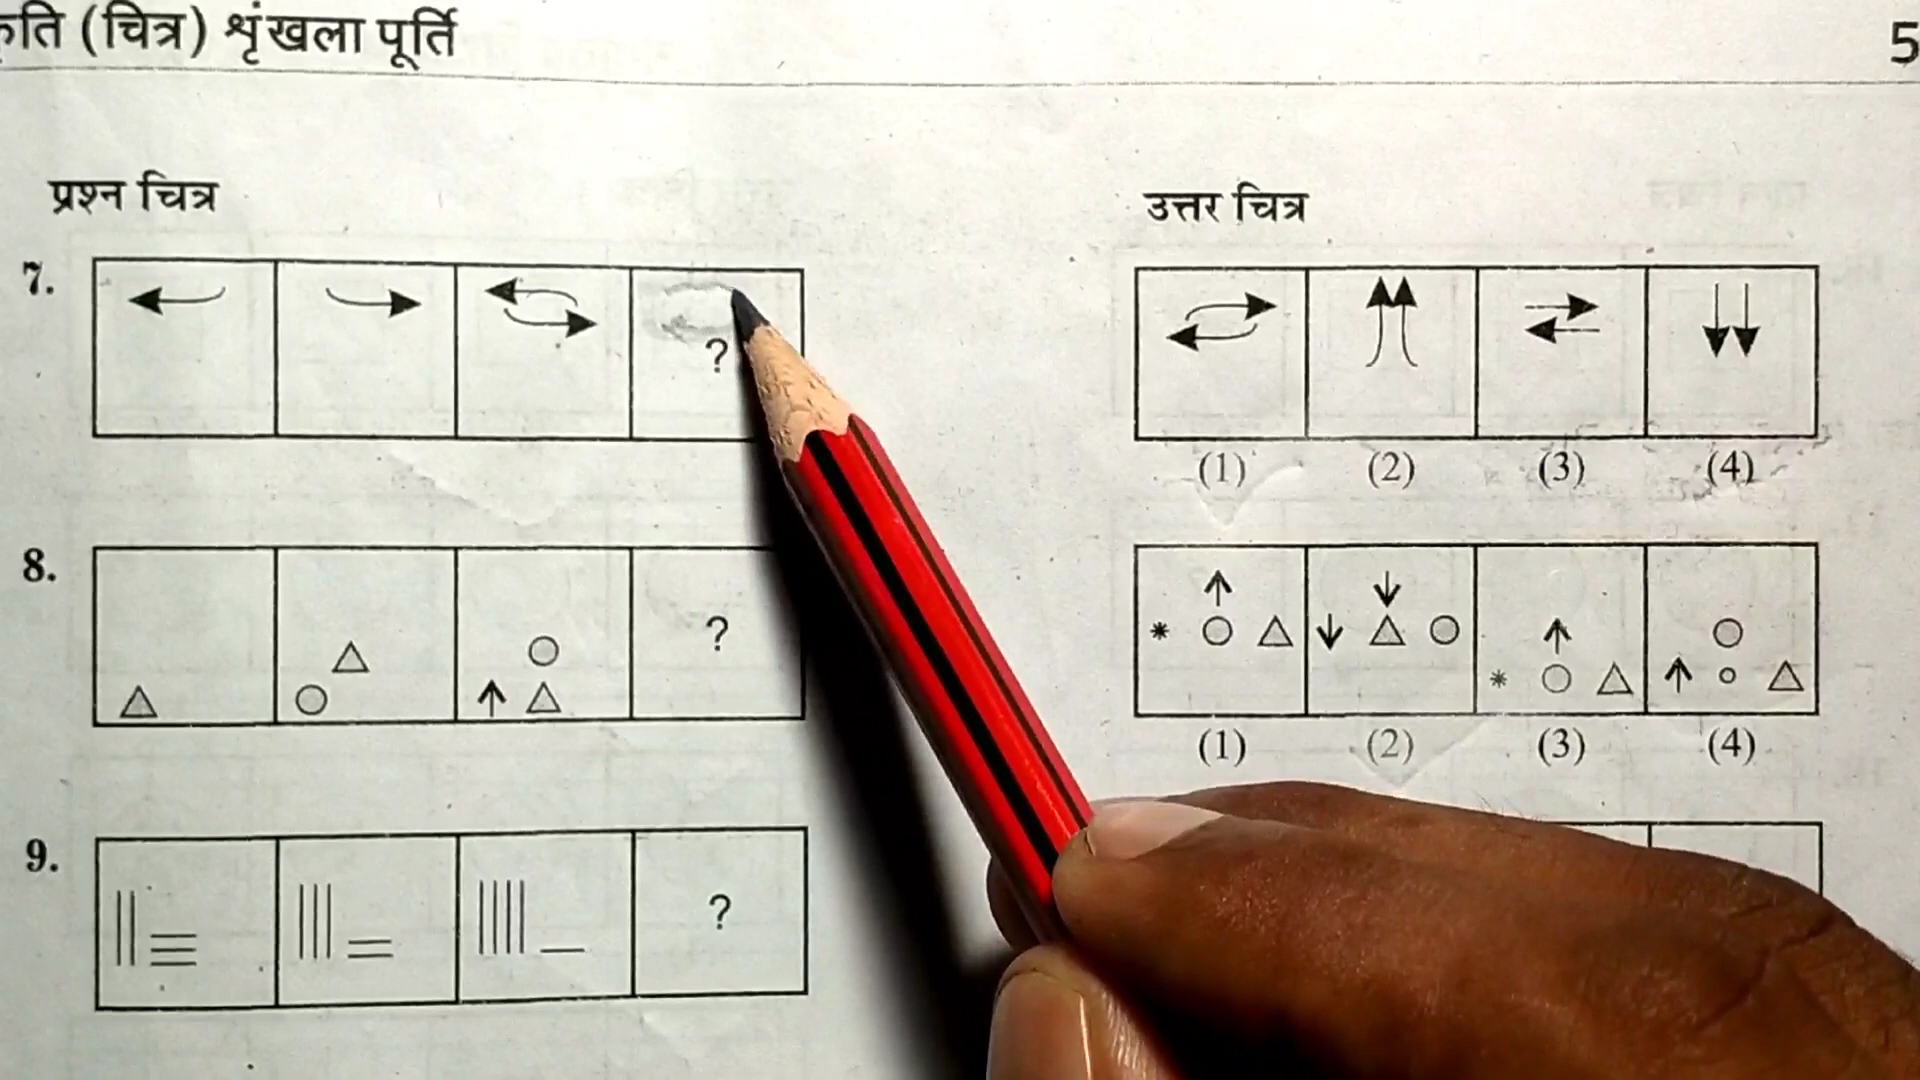 कृति (चित्र) शृंखला पूर्ति
5
प्रश्न चित्र
उत्तर चित्र
7.
?
(1) (2) (3) (4)
8.
?
(1) (2) (3) (4)
9.
?